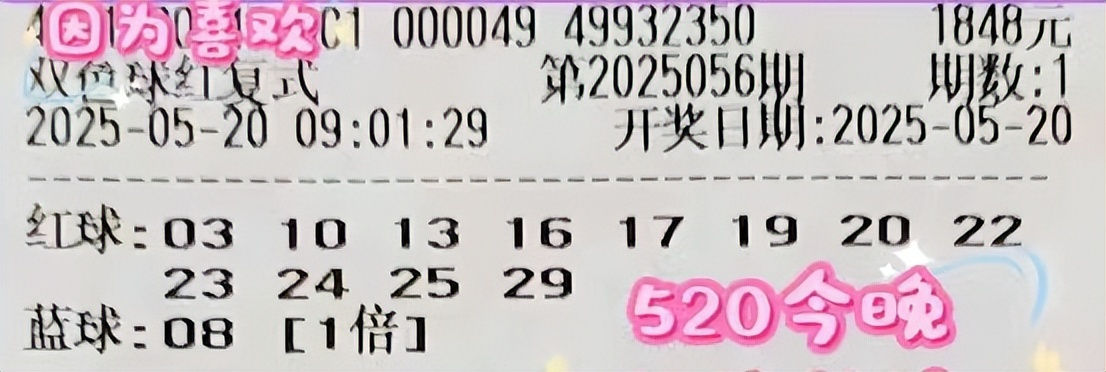 因为喜欢
C1 000049 49932350 1848元
双色球红复式 第2025056期 期数:1
2025-05-20 09:01:29 开奖日期:2025-05-20
红球:03 10 13 16 17 19 20 22
23 24 25 29
蓝球:08 [1倍]
520今晚